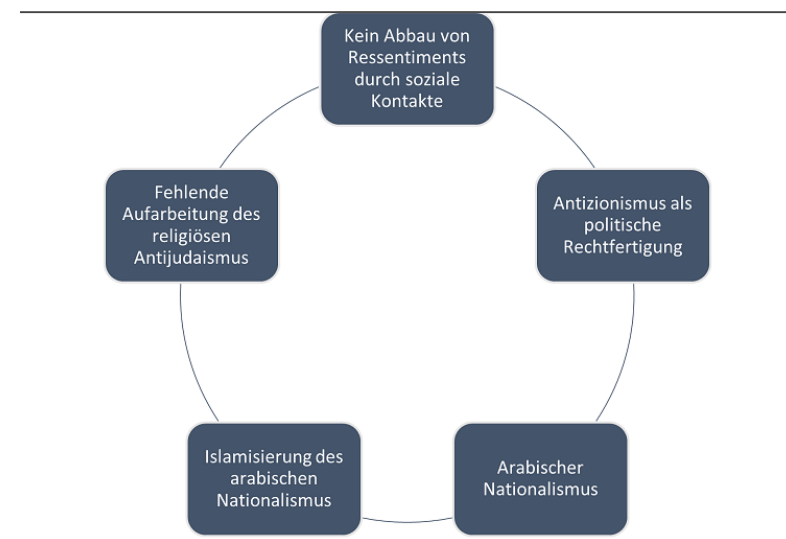 Kein Abbau von
Ressentiments
durch soziale
Kontakte
Antizionismus als
politische
Rechtfertigung
Arabischer
Nationalismus
Islamisierung des
arabischen
Nationalismus
Fehlende
Aufarbeitung des
religiösen
Antijudaismus